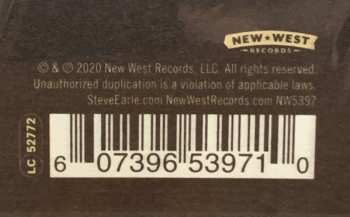 NEW★WEST
RECORDS
© & ℗ 2020 New West Records, LLC. All rights reserved.
Unauthorized duplication is a violation of applicable laws.
SteveEarle.com NewWestRecords.com NW5397
LC 52772
6 07396 53971 0